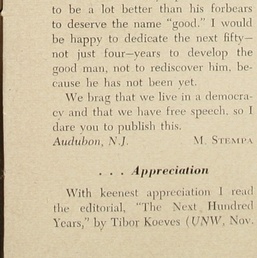 to be a lot better than his forbears
to deserve the name "good." I would
be happy to dedicate the next fifty—
not just four—years to develop the
good man, not to rediscover him, be-
cause he has not been yet.
We brag that we live in a democra-
cy and that we have free speech, so I
dare you to publish this.
Audubon, N.J. M. STEMPA
. . . Appreciation
With keenest appreciation I read
the editorial, "The Next Hundred
Years," by Tibor Koeves (UNW, Nov.